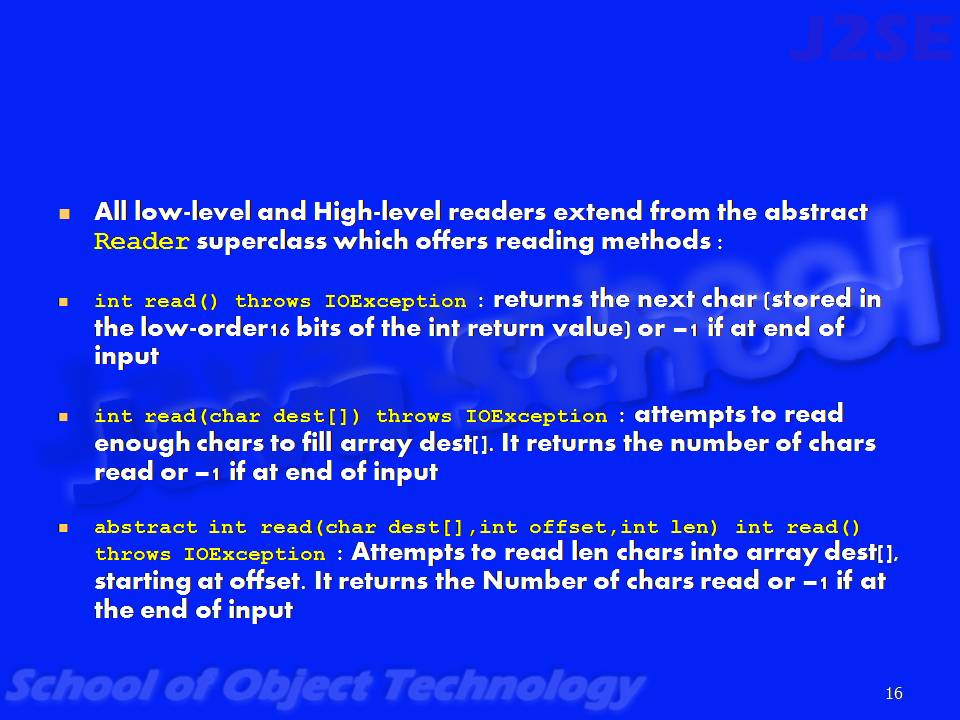 J2SE
All low-level and High-level readers extend from the abstract
Reader superclass which offers reading methods :
int read() throws IOException : returns the next char (stored in
the low-order16 bits of the int return value) or –1 if at end of
input
int read(char dest[]) throws IOException : attempts to read
enough chars to fill array dest[]. It returns the number of chars
read or –1 if at end of input
abstract int read(char dest[],int offset,int len) int read()
throws IOException : Attempts to read len chars into array dest[],
starting at offset. It returns the Number of chars read or –1 if at
the end of input
Java School
School of Object Technology
16